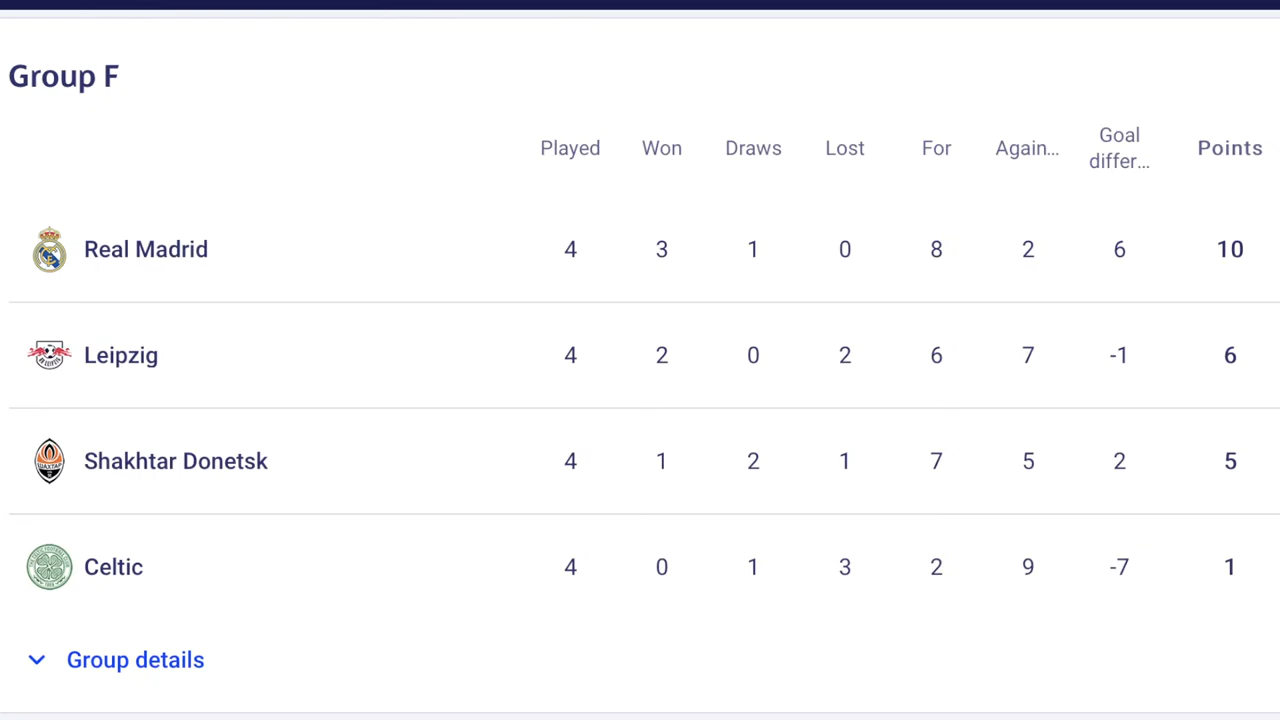 Group F
Played Won Draws Lost For Again... Goal differ... Points
Real Madrid 4 3 1 0 8 2 6 10
Leipzig 4 2 0 2 6 7 -1 6
Shakhtar Donetsk 4 1 2 1 7 5 2 5
Celtic 4 0 1 3 2 9 -7 1
Group details